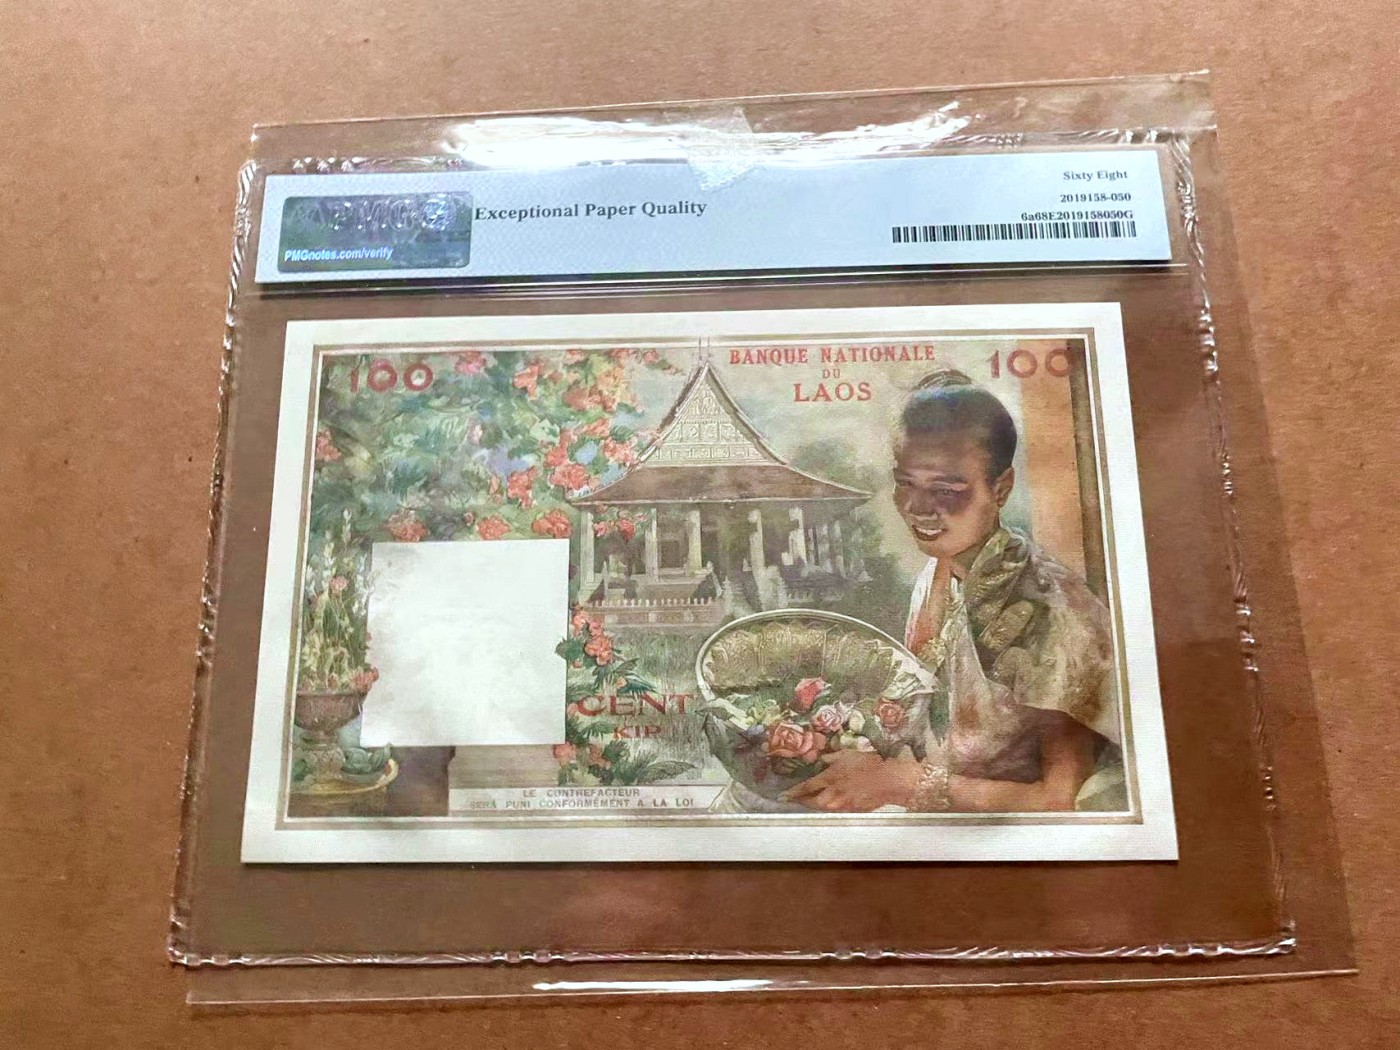 Sixty Eight
PMG
Exceptional Paper Quality
2019158-050
6a68E2019158050G
PMGnotes.com/verify
100
BANQUE NATIONALE
DU
LAOS
100
CENT
KIP
LE CONTREFACTEUR
SERA PUNI CONFORMÉMENT A LA LOI